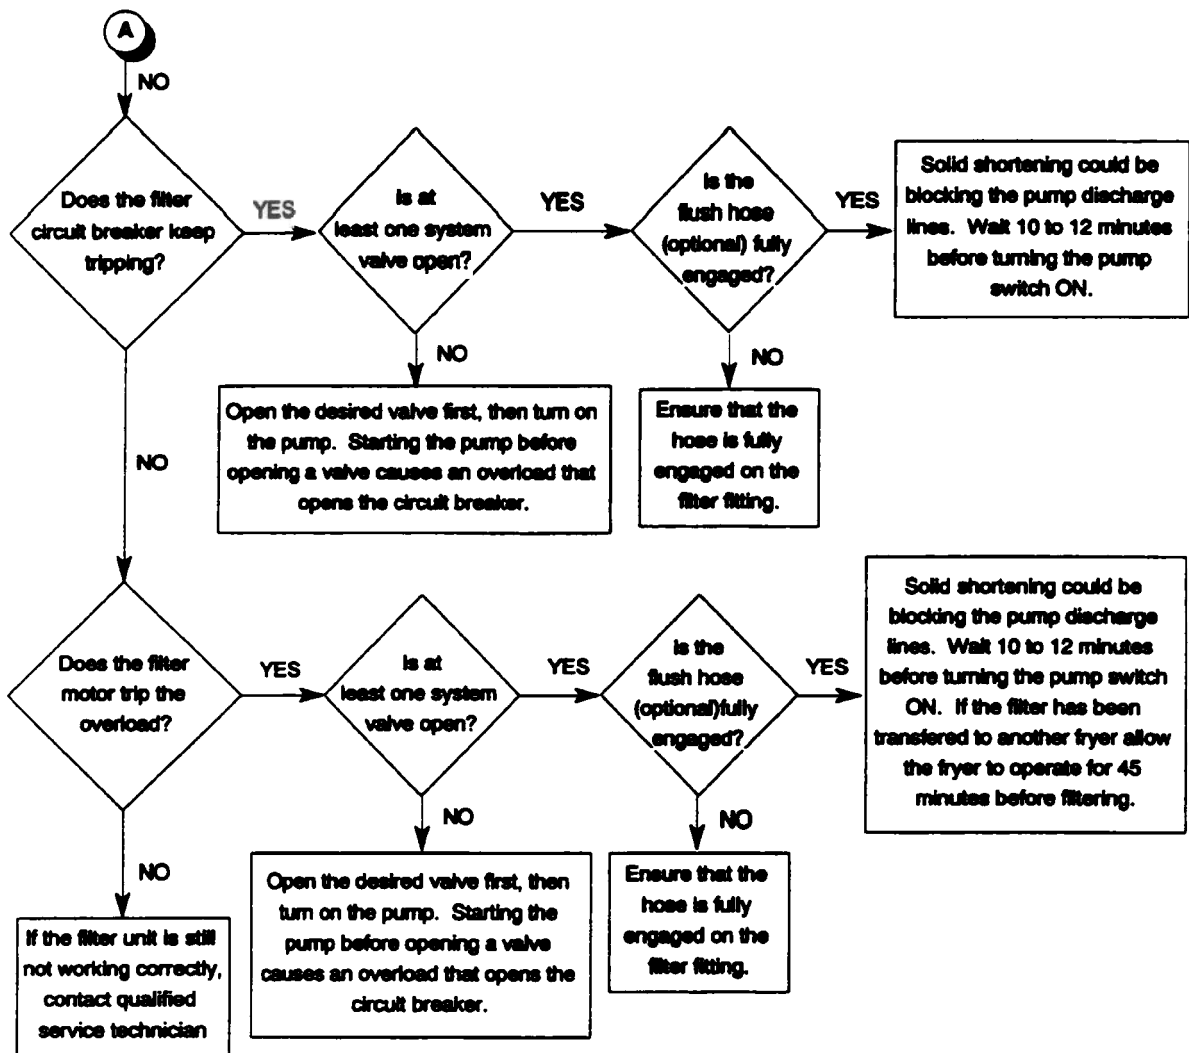 A
NO
Does the filter
circuit breaker keep
tripping?
YES
Is at
least one system
valve open?
YES
Is the
flush hose
(optional) fully
engaged?
YES
Solid shortening could be
blocking the pump discharge
lines. Wait 10 to 12 minutes
before turning the pump
switch ON.
NO
Open the desired valve first, then turn on
the pump. Starting the pump before
opening a valve causes an overload that
opens the circuit breaker.
NO
Ensure that the
hose is fully
engaged on the
filter fitting.
NO
Does the filter
motor trip the
overload?
YES
Is at
least one system
valve open?
YES
Is the
flush hose
(optional)fully
engaged?
YES
Solid shortening could be
blocking the pump discharge
lines. Wait 10 to 12 minutes
before turning the pump switch
ON. If the filter has been
transfered to another fryer allow
the fryer to operate for 45
minutes before filtering.
NO
Open the desired valve first, then
turn on the pump. Starting the
pump before opening a valve
causes an overload that opens the
circuit breaker.
NO
Ensure that the
hose is fully
engaged on the
filter fitting.
NO
If the filter unit is still
not working correctly,
contact qualified
service technician